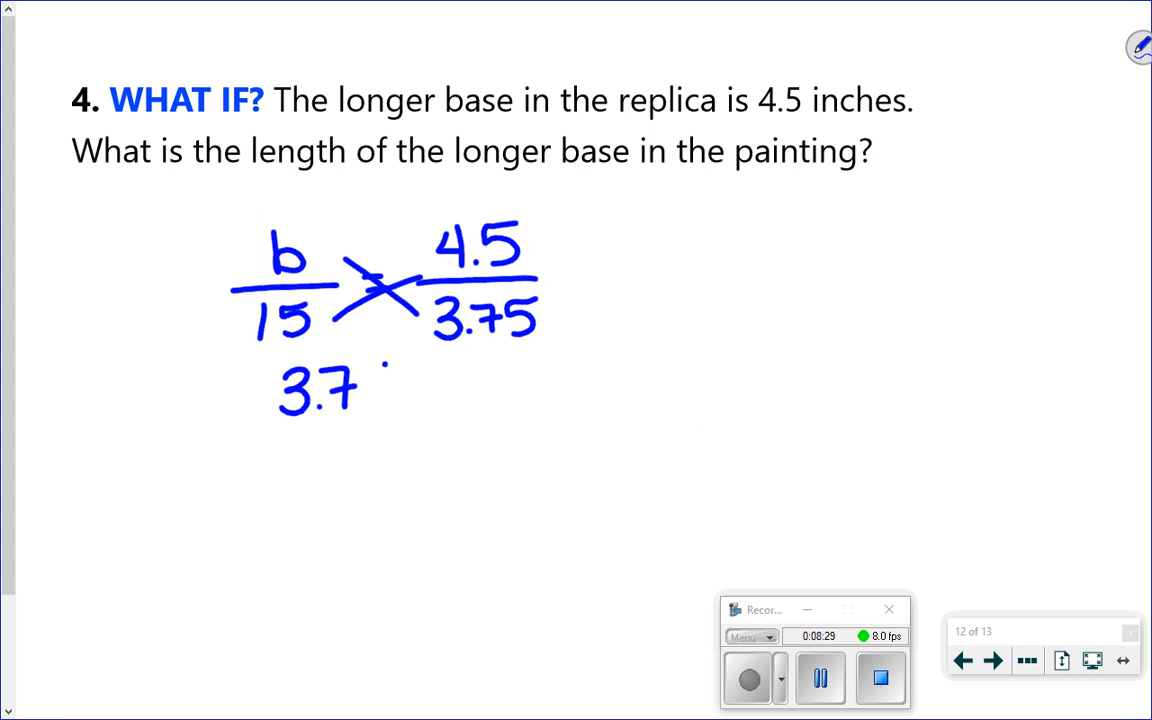 4. WHAT IF? The longer base in the replica is 4.5 inches.
What is the length of the longer base in the painting?
b = 4.5
15 3.75
3.7
Recor...
Menu 0:08:29 8.0 fps
12 of 13